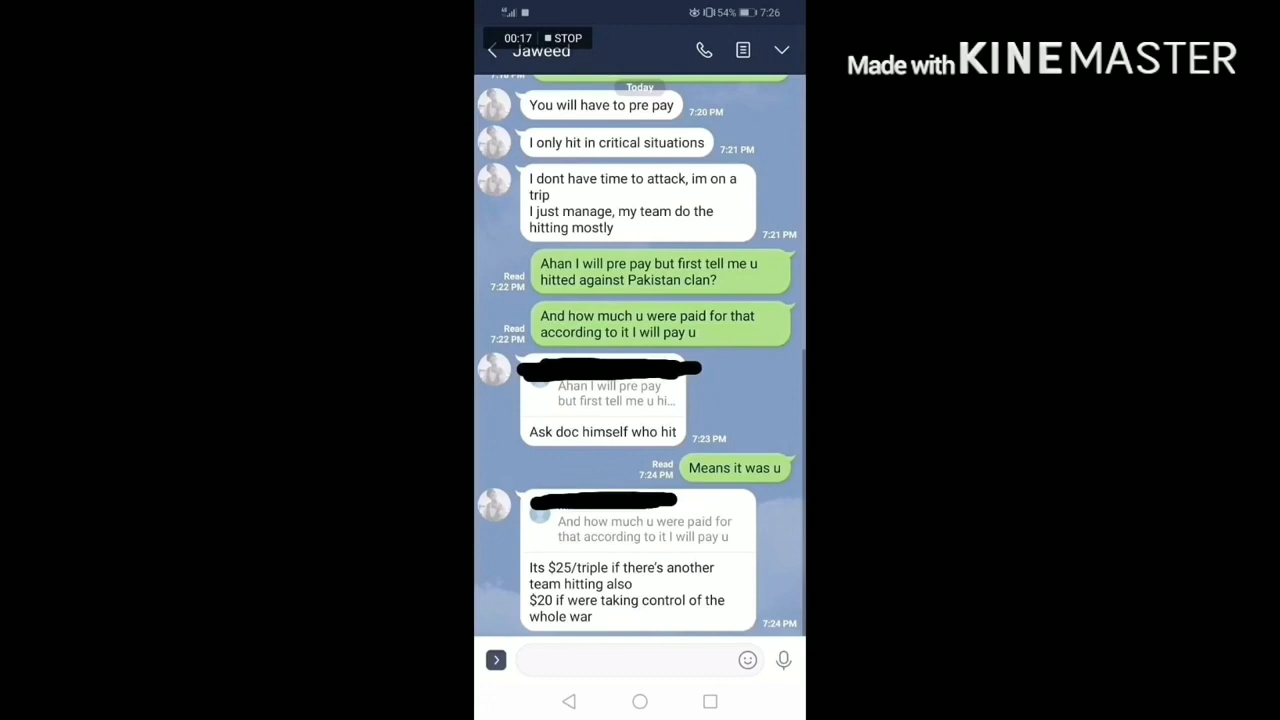 54% 7:26
00:17 STOP
Jaweed
Made with KINEMASTER
Today
You will have to pre pay
7:20 PM
I only hit in critical situations
7:21 PM
I dont have time to attack, im on a
trip
I just manage, my team do the
hitting mostly
7:21 PM
Ahan I will pre pay but first tell me u
hitted against Pakistan clan?
Read
7:22 PM
And how much u were paid for that
according to it I will pay u
Read
7:22 PM
Ahan I will pre pay
but first tell me u hi...
Ask doc himself who hit
7:23 PM
Read
7:24 PM
Means it was u
And how much u were paid for
that according to it I will pay u
Its $25/triple if there's another
team hitting also
$20 if were taking control of the
whole war
7:24 PM